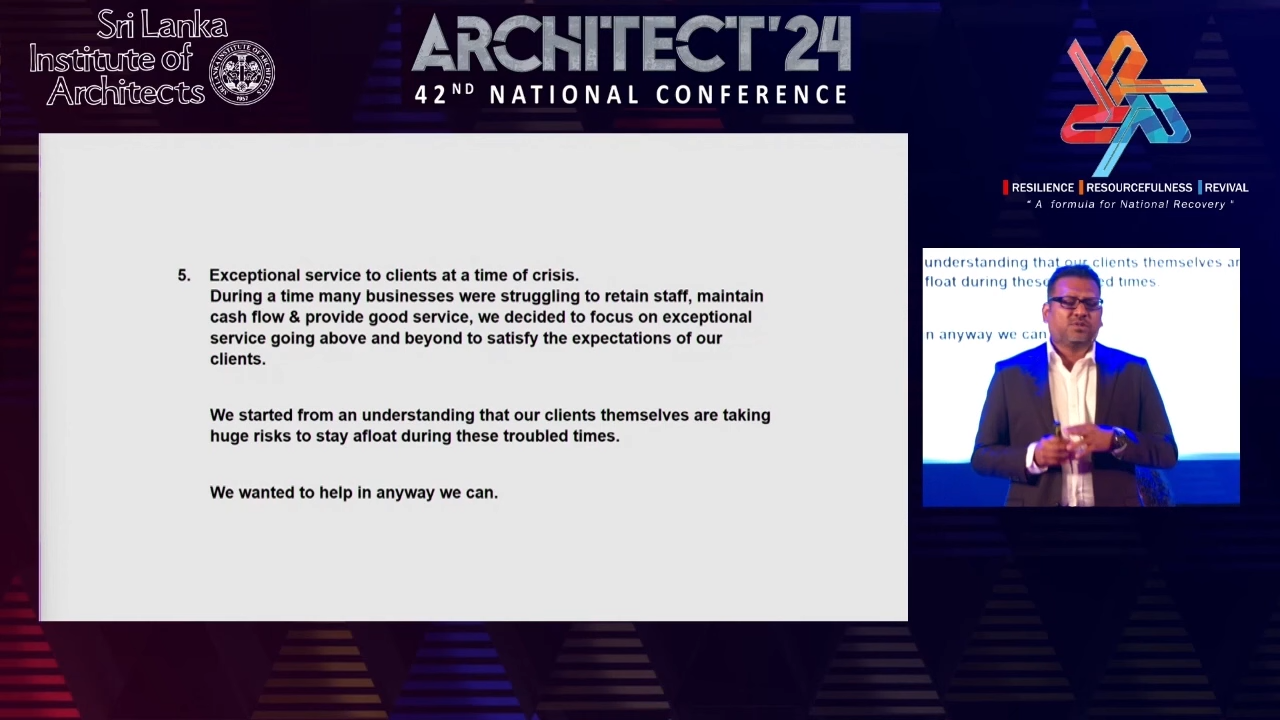 Sri Lanka
Institute of
Architects
1957
ARCHITECT'24
42ND NATIONAL CONFERENCE
RESILIENCE RESOURCEFULNESS REVIVAL
" A formula for National Recovery "
5. Exceptional service to clients at a time of crisis.
During a time many businesses were struggling to retain staff, maintain
cash flow & provide good service, we decided to focus on exceptional
service going above and beyond to satisfy the expectations of our
clients.
We started from an understanding that our clients themselves are taking
huge risks to stay afloat during these troubled times.
We wanted to help in anyway we can.
understanding that our clients themselves ar
float during these ed times.
n anyway we can